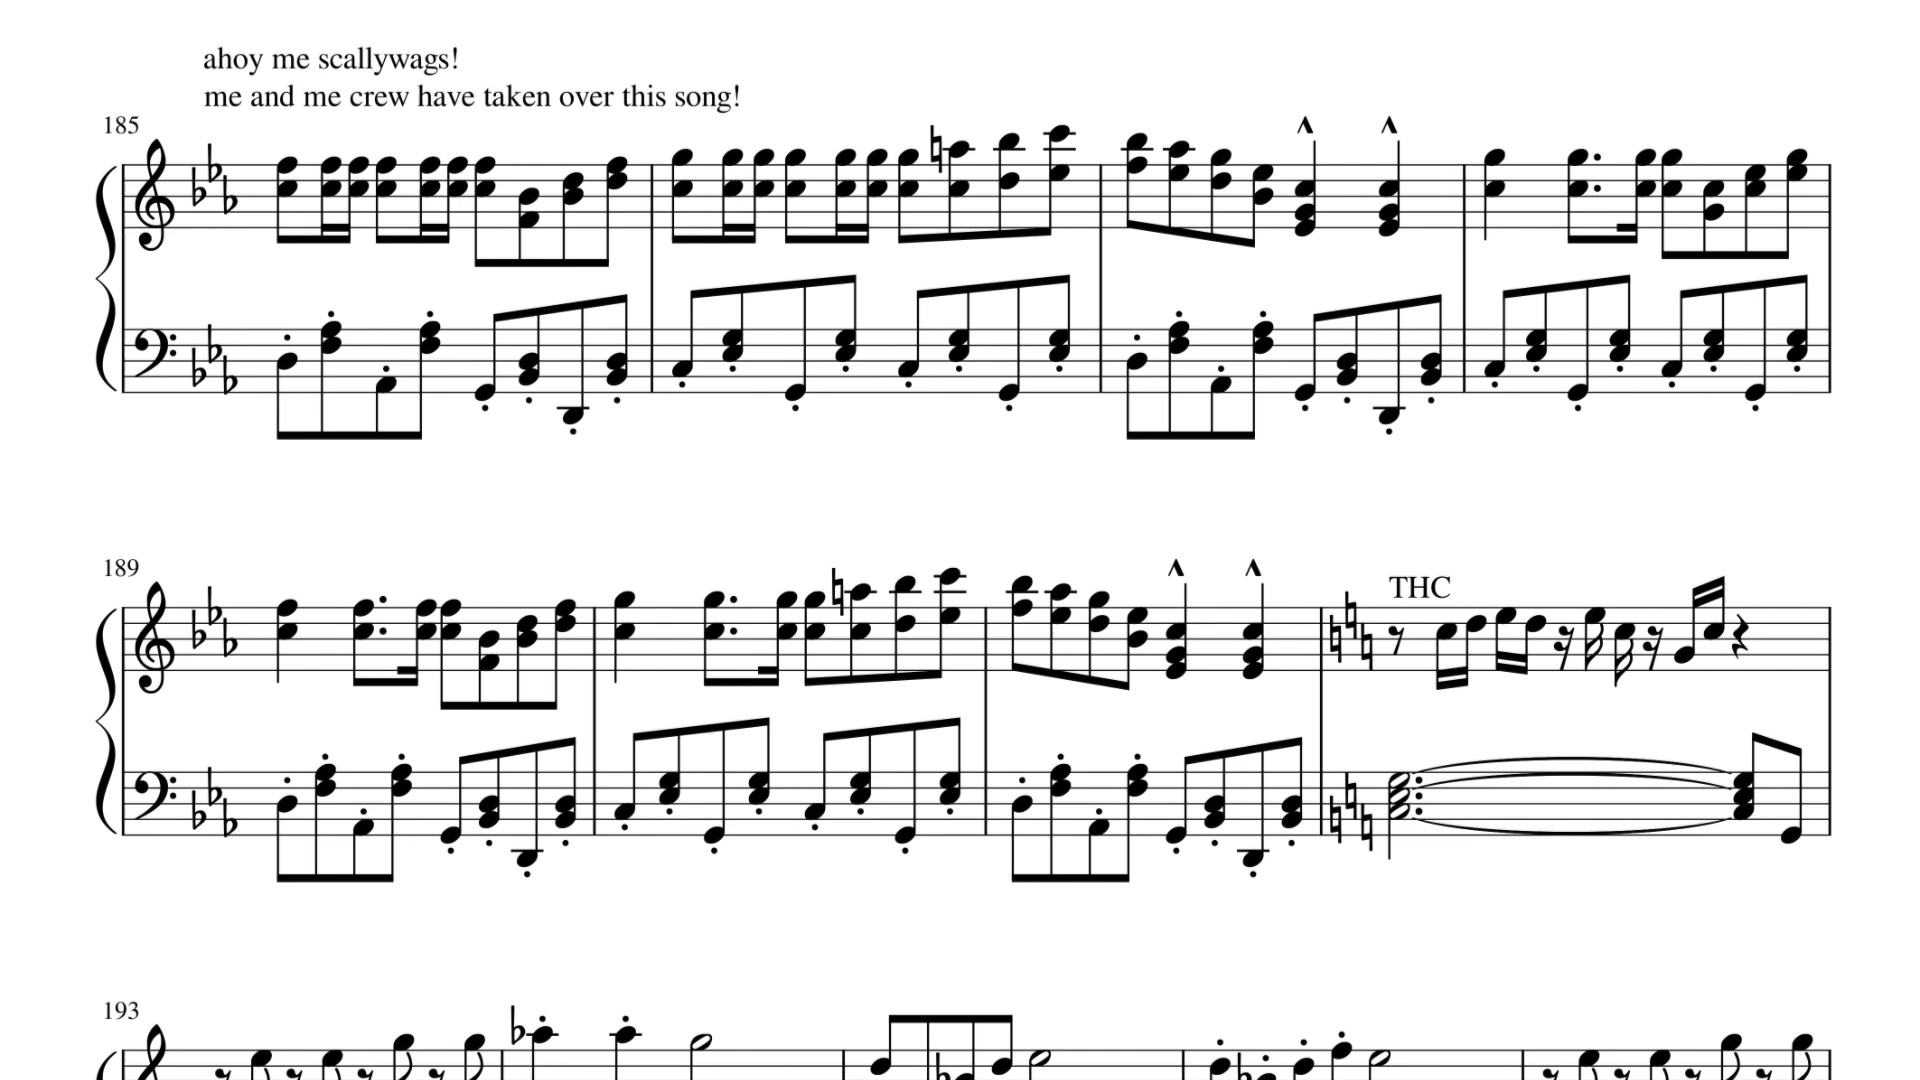 ahoy me scallywags!
me and me crew have taken over this song!
185
189
THC
193